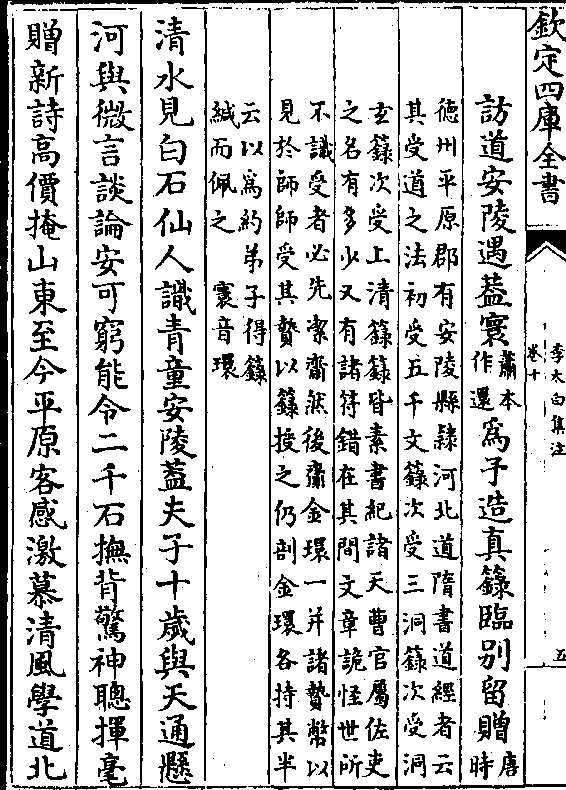 欽定四庫全書
李太白集注
卷十
五
訪道安陵遇葢寰蕭本作還爲予造真籙臨别留贈唐時
德州平原郡有安陵縣隸河北道隋書道經者云
其受道之法初受五千文籙次受三洞籙次受洞
玄籙次受上清籙籙皆素書紀諸天曹官屬佐吏
之名有多少又有諸符錯在其間文章詭怪世所
不識受者必先潔齋然後齎金環一并諸贄幣以
見於師師受其贄以籙授之仍剖金環各持其半
云以爲約弟子得籙
緘而佩之 寰音環
清水見白石仙人識青童安陵葢夫子十歲與天通懸
河與微言談論安可窮能令二千石撫背驚神聰揮毫
贈新詩高價掩山東至今平原客感激慕清風學道北